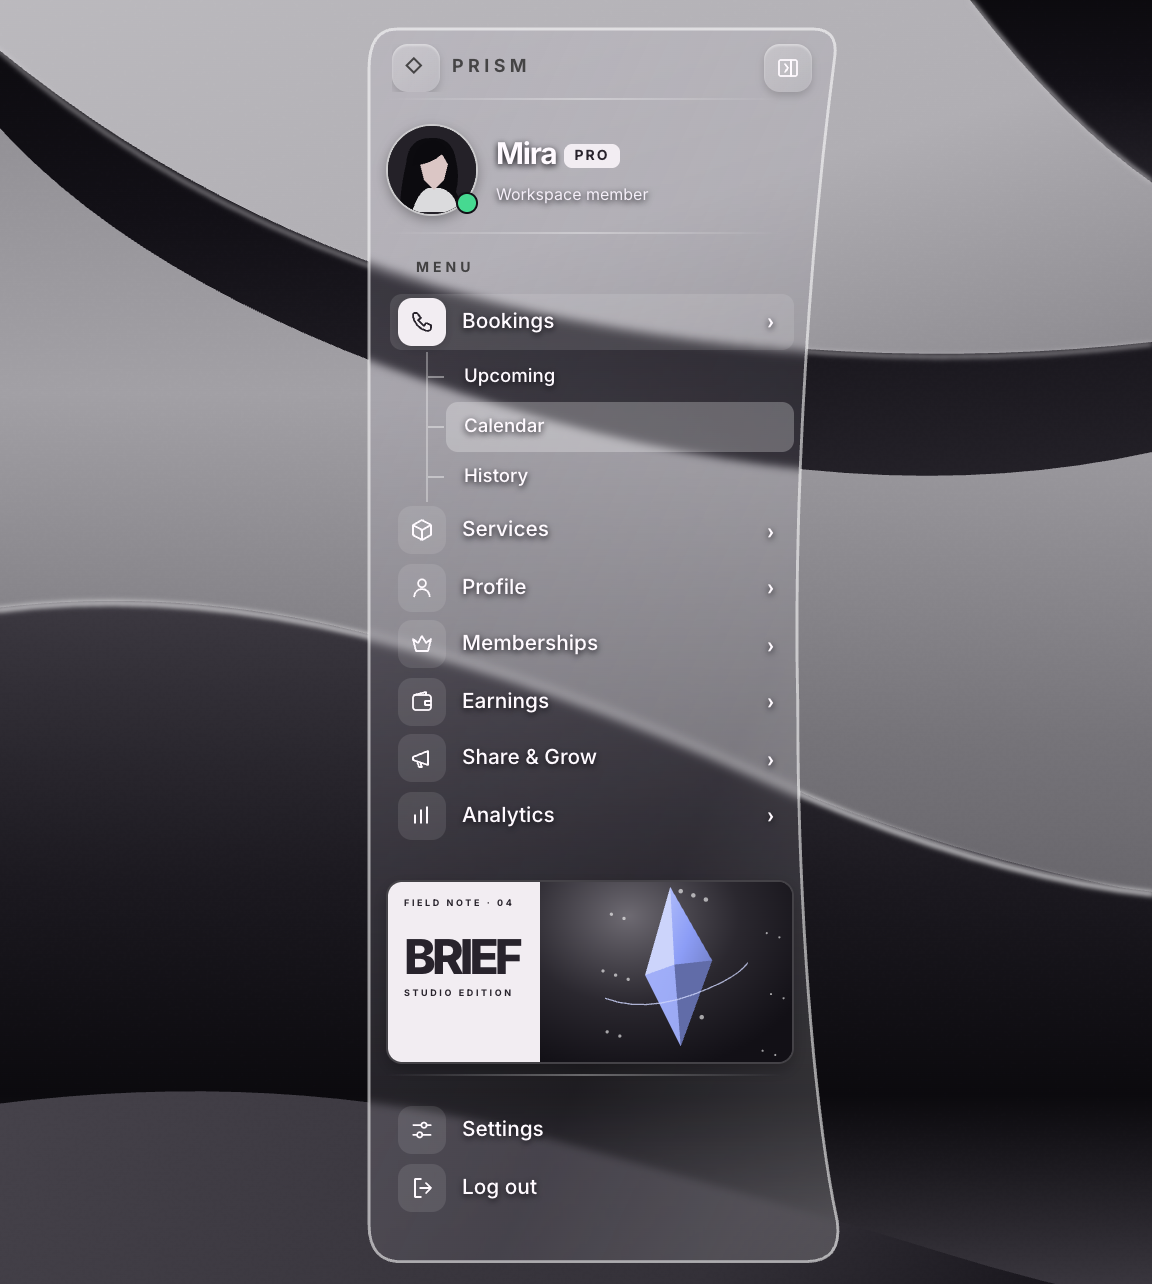 PRISM
Mira PRO
Workspace member
MENU
Bookings
Upcoming
Calendar
History
Services
Profile
Memberships
Earnings
Share & Grow
Analytics
FIELD NOTE · 04
BRIEF
STUDIO EDITION
Settings
Log out